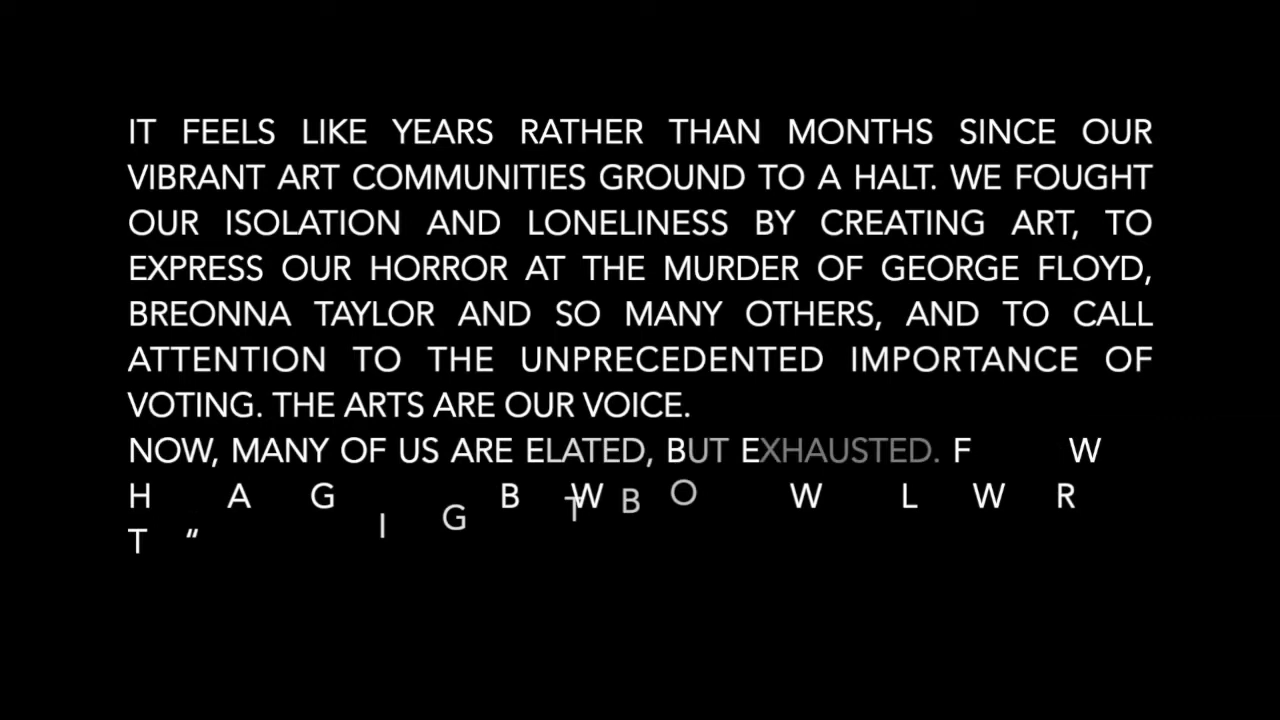 IT FEELS LIKE YEARS RATHER THAN MONTHS SINCE OUR
VIBRANT ART COMMUNITIES GROUND TO A HALT. WE FOUGHT
OUR ISOLATION AND LONELINESS BY CREATING ART, TO
EXPRESS OUR HORROR AT THE MURDER OF GEORGE FLOYD,
BREONNA TAYLOR AND SO MANY OTHERS, AND TO CALL
ATTENTION TO THE UNPRECEDENTED IMPORTANCE OF
VOTING. THE ARTS ARE OUR VOICE.
NOW, MANY OF US ARE ELATED, BUT EXHAUSTED. F W
H A G I G B T W B O W L W R
T “